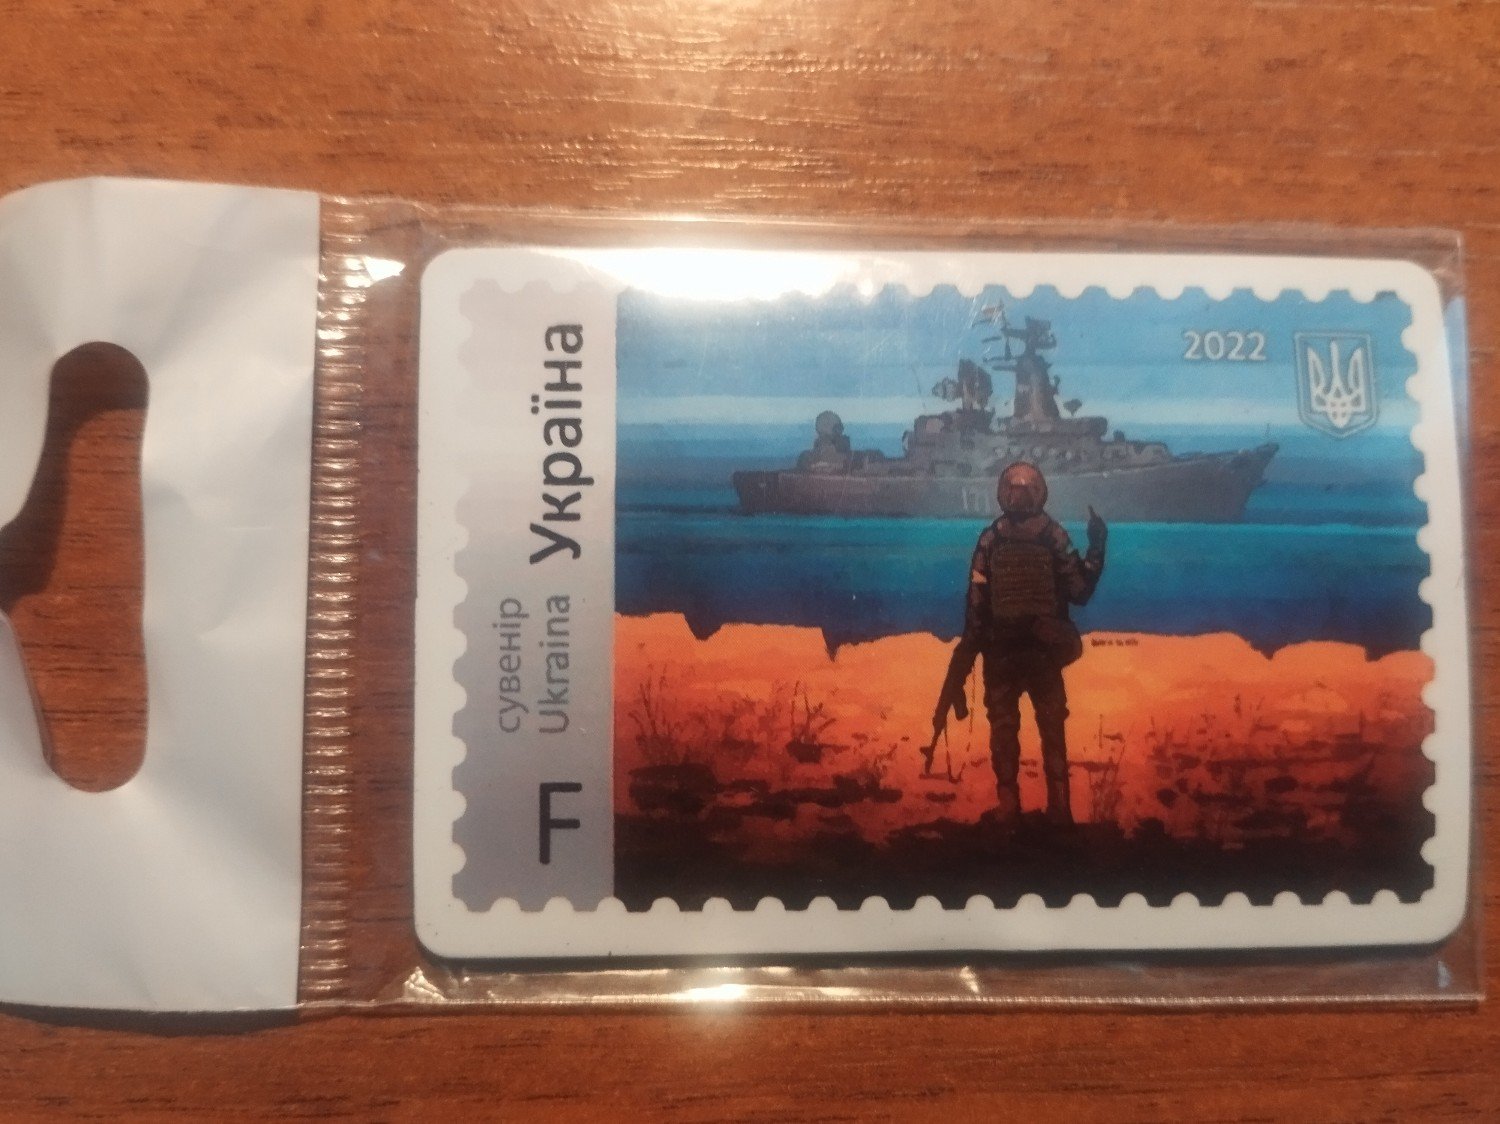 сувенір
Ukraina Україна
F
2022